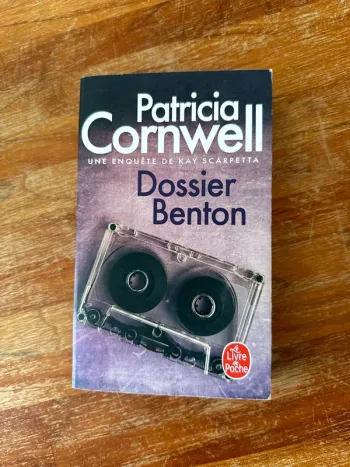 Patricia
Cornwell
UNE ENQUÊTE DE KAY SCARPETTA
Dossier
Benton
Le
Livre
de
Poche